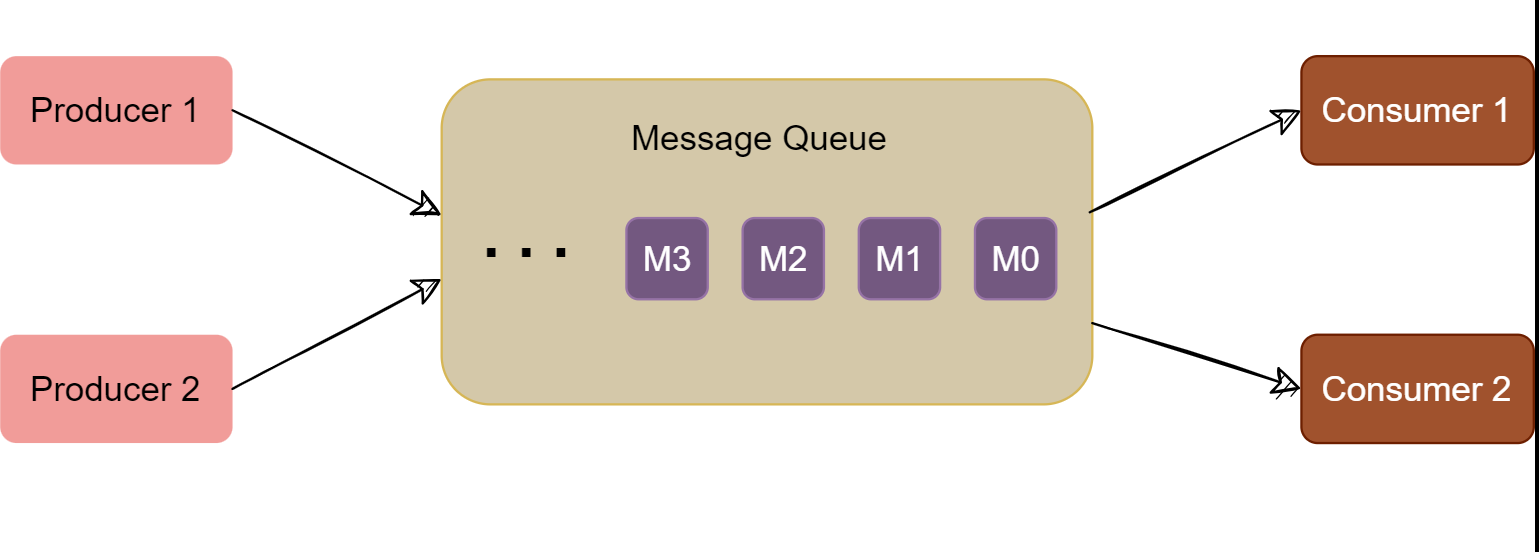 Producer 1
Consumer 1
Message Queue
. . .
M3 M2 M1 M0
Producer 2
Consumer 2